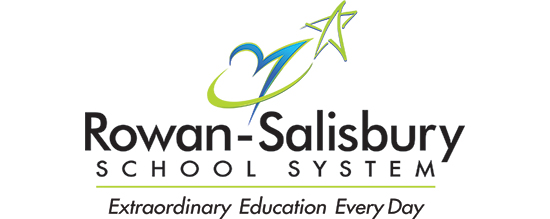 Rowan-Salisbury
SCHOOL SYSTEM
Extraordinary Education Every Day